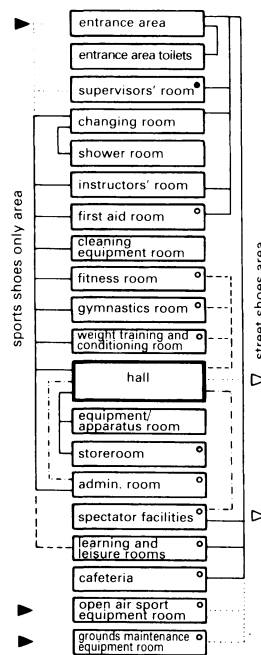 entrance area
entrance area toilets
supervisors' room
changing room
shower room
instructors' room
first aid room
cleaning
equipment room
fitness room
gymnastics room
weight training and
conditioning room
hall
equipment/
apparatus room
storeroom
admin. room
spectator facilities
learning and
leisure rooms
cafeteria
open air sport
equipment room
grounds maintenance
equipment room
sports shoes only area
street shoes area